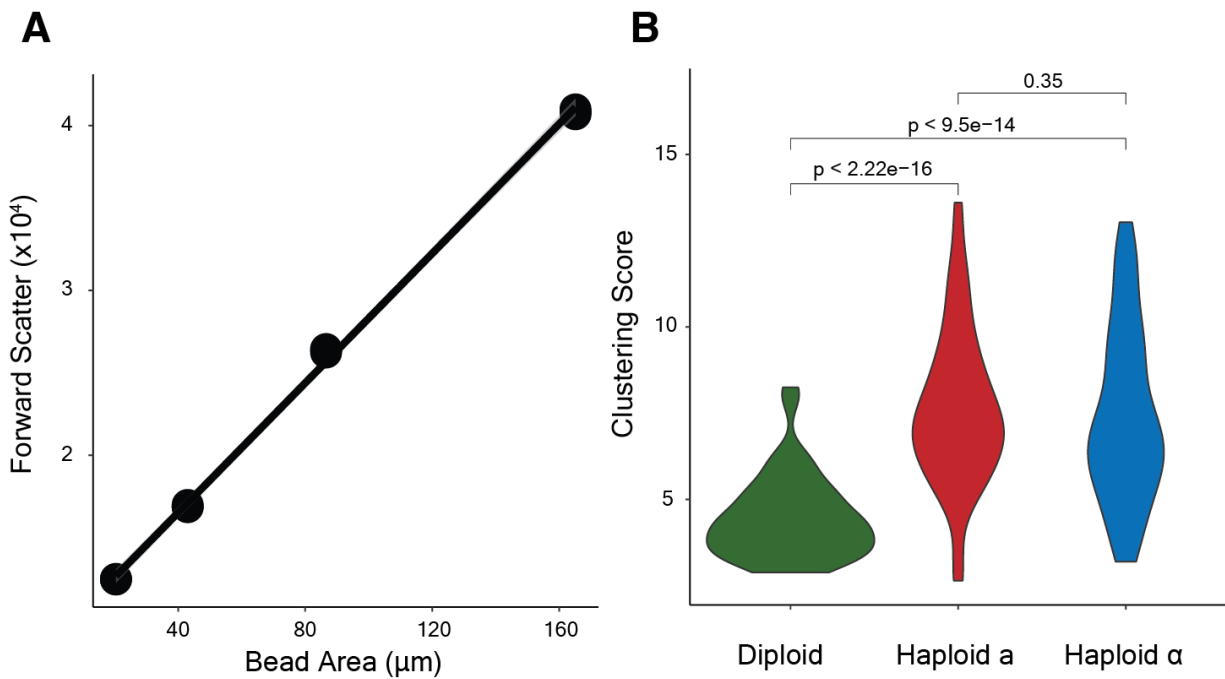 A
Forward Scatter (x10⁴)
4
3
2
40 80 120 160
Bead Area (μm)
B
Clustering Score
15
10
5
0.35
p < 9.5e−14
p < 2.22e−16
Diploid Haploid a Haploid α